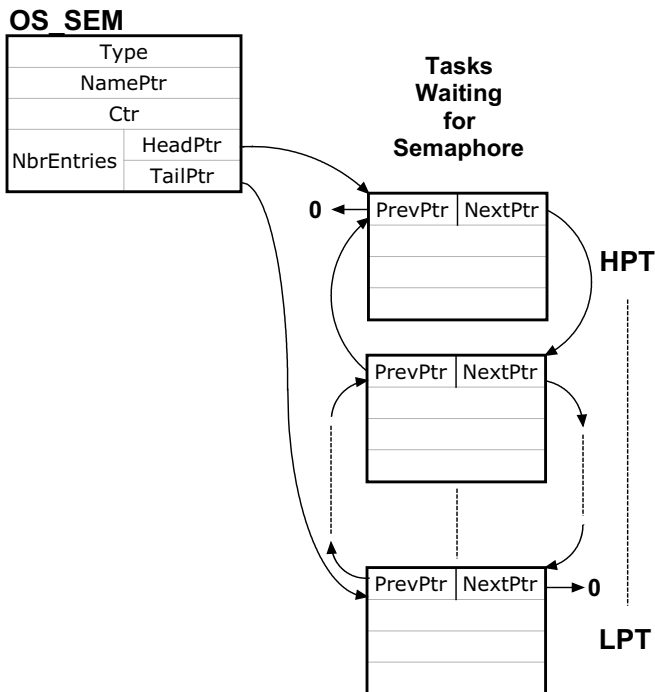 OS_SEM
Type
NamePtr
Ctr
NbrEntries
HeadPtr
TailPtr
Tasks
Waiting
for
Semaphore
0
PrevPtr NextPtr
HPT
PrevPtr NextPtr
PrevPtr NextPtr
0
LPT